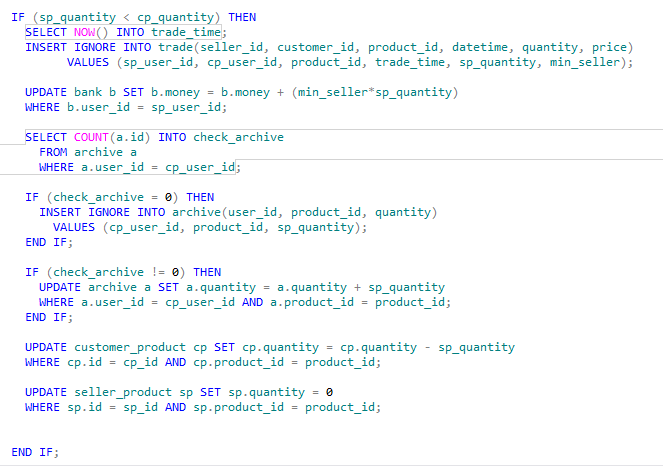 IF (sp_quantity < cp_quantity) THEN
SELECT NOW() INTO trade_time;
INSERT IGNORE INTO trade(seller_id, customer_id, product_id, datetime, quantity, price)
VALUES (sp_user_id, cp_user_id, product_id, trade_time, sp_quantity, min_seller);
UPDATE bank b SET b.money = b.money + (min_seller*sp_quantity)
WHERE b.user_id = sp_user_id;
SELECT COUNT(a.id) INTO check_archive
FROM archive a
WHERE a.user_id = cp_user_id;
IF (check_archive = 0) THEN
INSERT IGNORE INTO archive(user_id, product_id, quantity)
VALUES (cp_user_id, product_id, sp_quantity);
END IF;
IF (check_archive != 0) THEN
UPDATE archive a SET a.quantity = a.quantity + sp_quantity
WHERE a.user_id = cp_user_id AND a.product_id = product_id;
END IF;
UPDATE customer_product cp SET cp.quantity = cp.quantity - sp_quantity
WHERE cp.id = cp_id AND cp.product_id = product_id;
UPDATE seller_product sp SET sp.quantity = 0
WHERE sp.id = sp_id AND sp.product_id = product_id;
END IF;